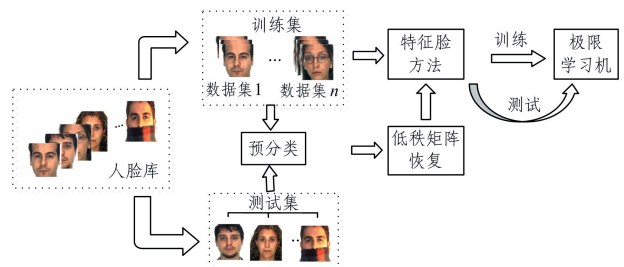 训练集
数据集1 … 数据集n
特征脸
方法
训练
极限
学习机
测试
人脸库
…
预分类
低秩矩阵
恢复
测试集
…